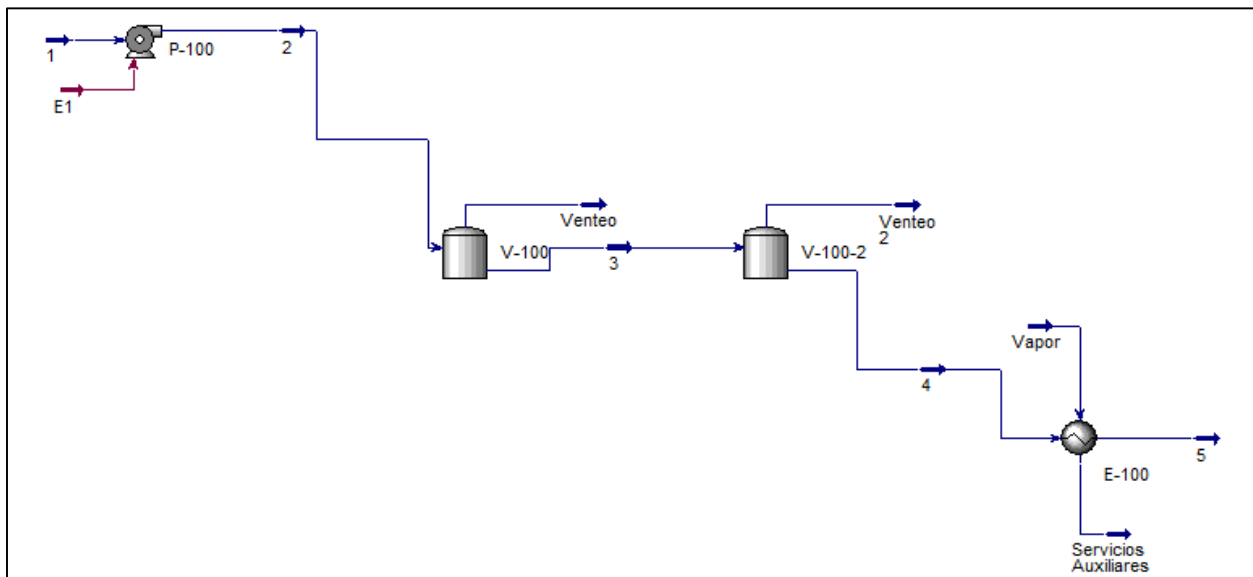 1
P-100
2
E1
Venteo
V-100
3
Venteo
2
V-100-2
Vapor
4
5
E-100
Servicios
Auxiliares